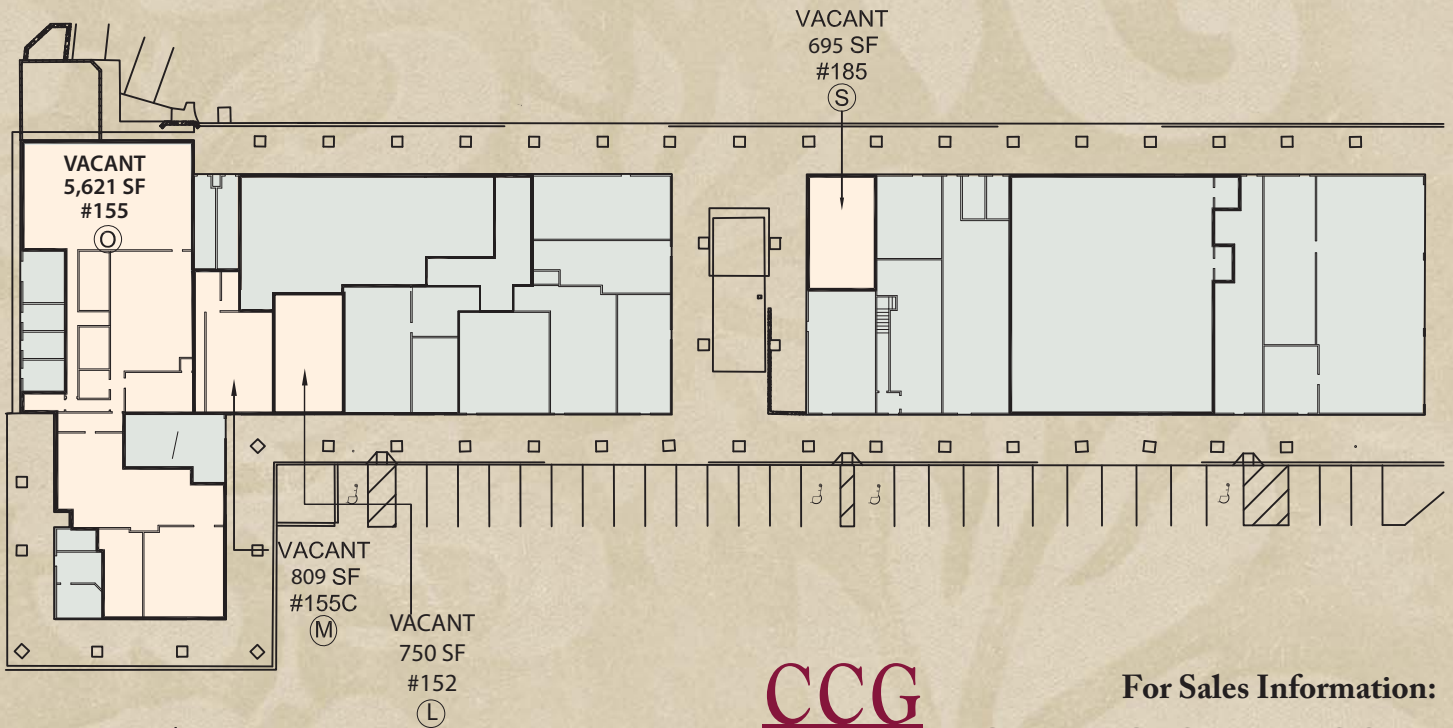 VACANT
695 SF
#185
S
VACANT
5,621 SF
#155
O
VACANT
809 SF
#155C
M
VACANT
750 SF
#152
L
CCG
For Sales Information: